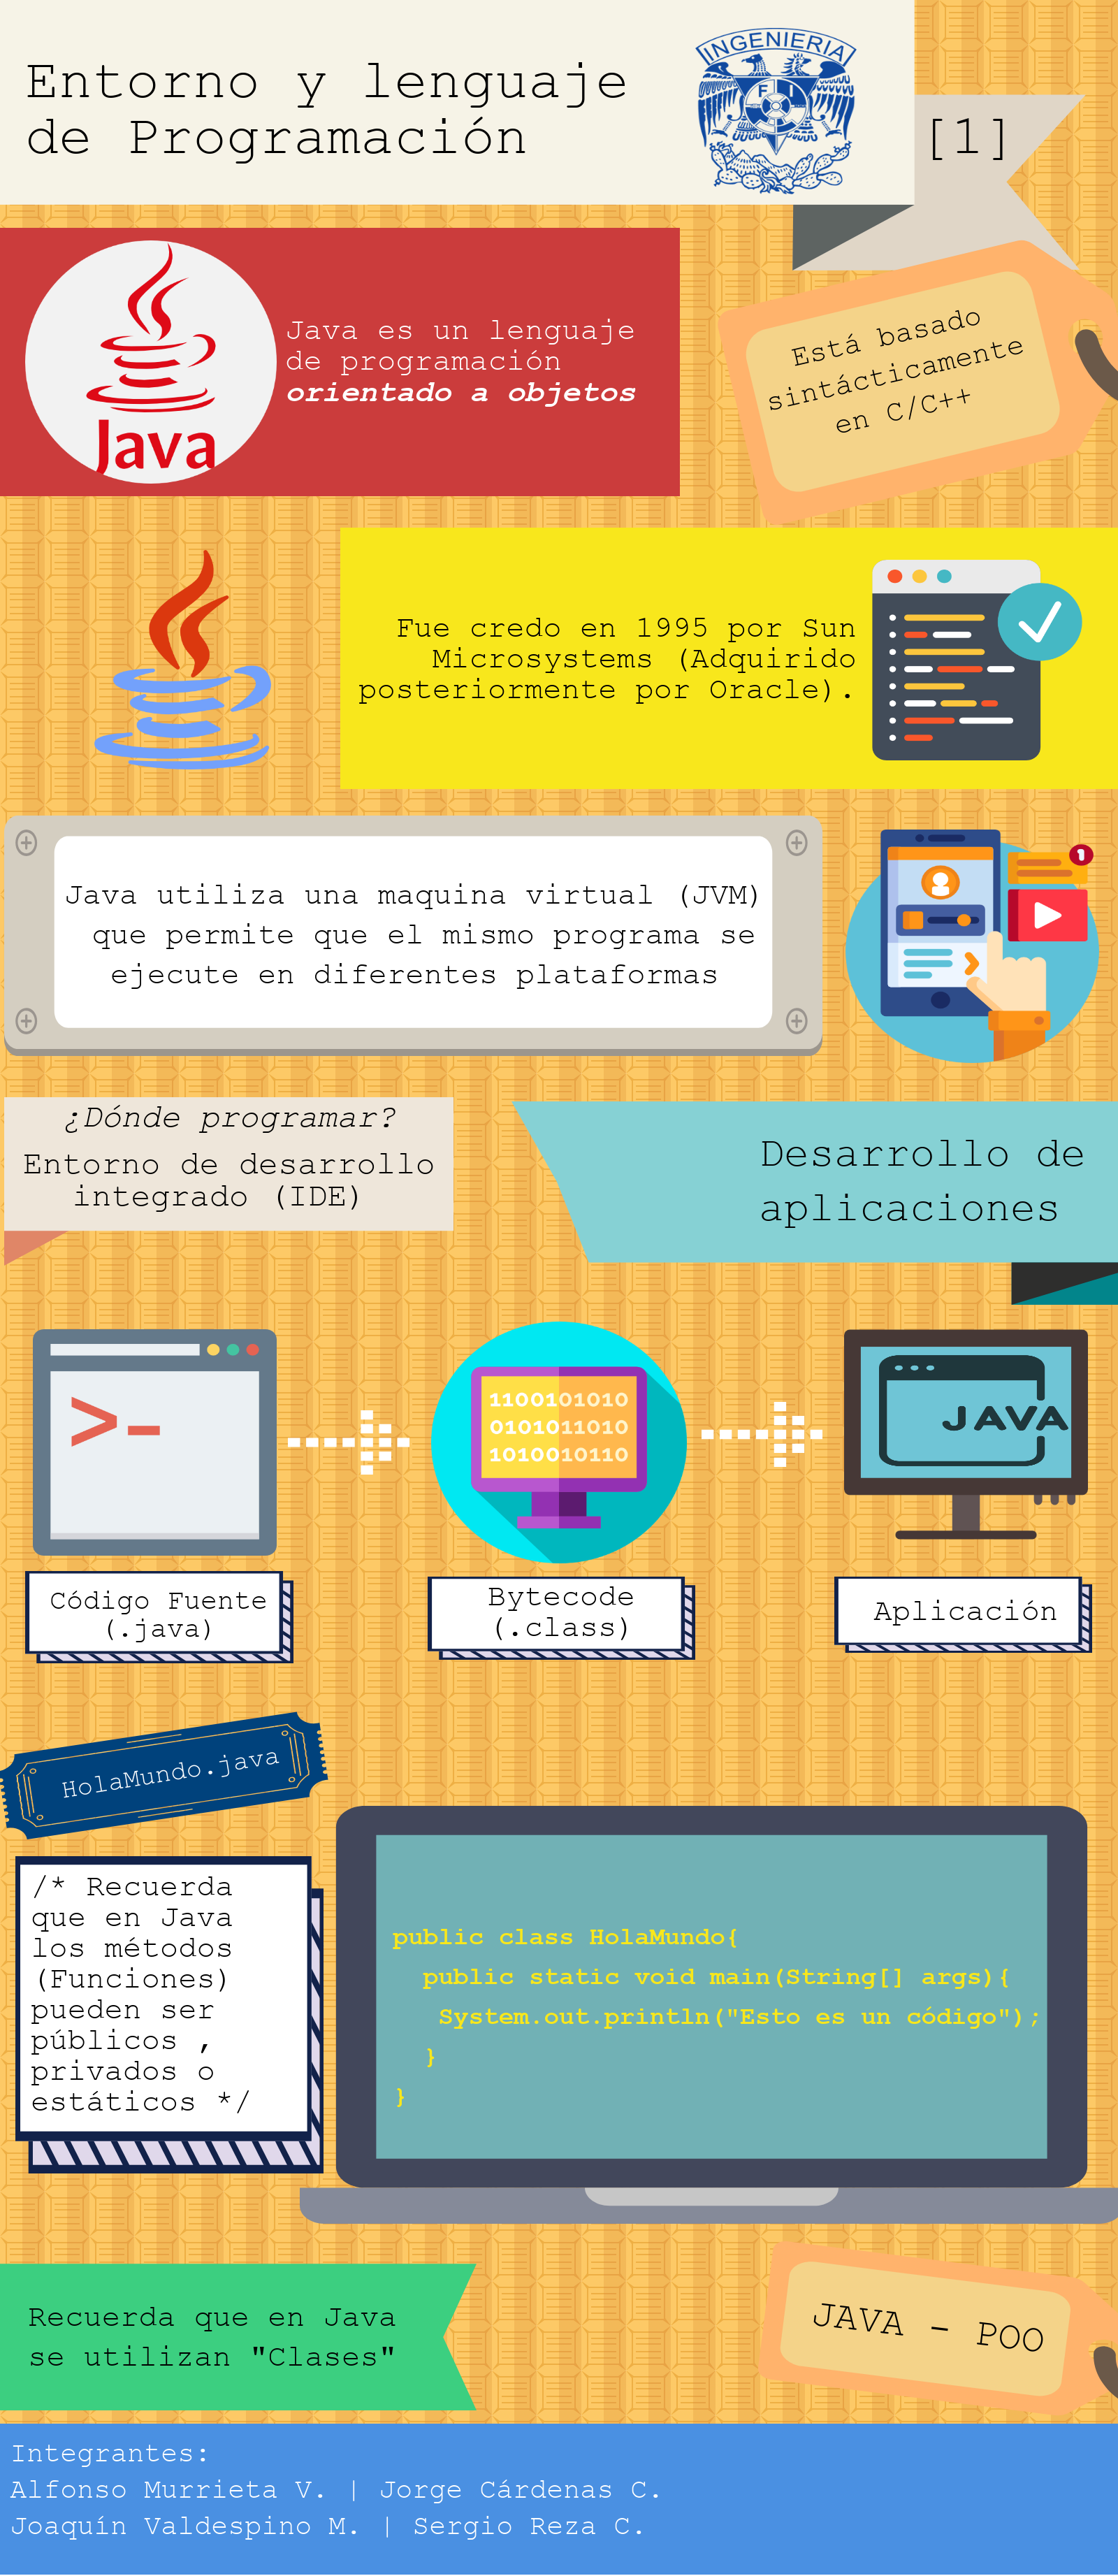 Entorno y lenguaje
de Programación
INGENIERIA
F I
[1]
Java
Java es un lenguaje
de programación
orientado a objetos
Está basado
sintácticamente
en C/C++
Fue credo en 1995 por Sun
Microsystems (Adquirido
posteriormente por Oracle).
Java utiliza una maquina virtual (JVM)
que permite que el mismo programa se
ejecute en diferentes plataformas
1
¿Dónde programar?
Entorno de desarrollo
integrado (IDE)
Desarrollo de
aplicaciones
>-
1100101010
0101011010
1010010110
JAVA
Código Fuente
(.java)
Bytecode
(.class)
Aplicación
HolaMundo.java
/* Recuerda
que en Java
los métodos
(Funciones)
pueden ser
públicos ,
privados o
estáticos */
public class HolaMundo{
public static void main(String[] args){
System.out.println("Esto es un código");
}
}
Recuerda que en Java
se utilizan "Clases"
JAVA - POO
Integrantes:
Alfonso Murrieta V. | Jorge Cárdenas C.
Joaquín Valdespino M. | Sergio Reza C.